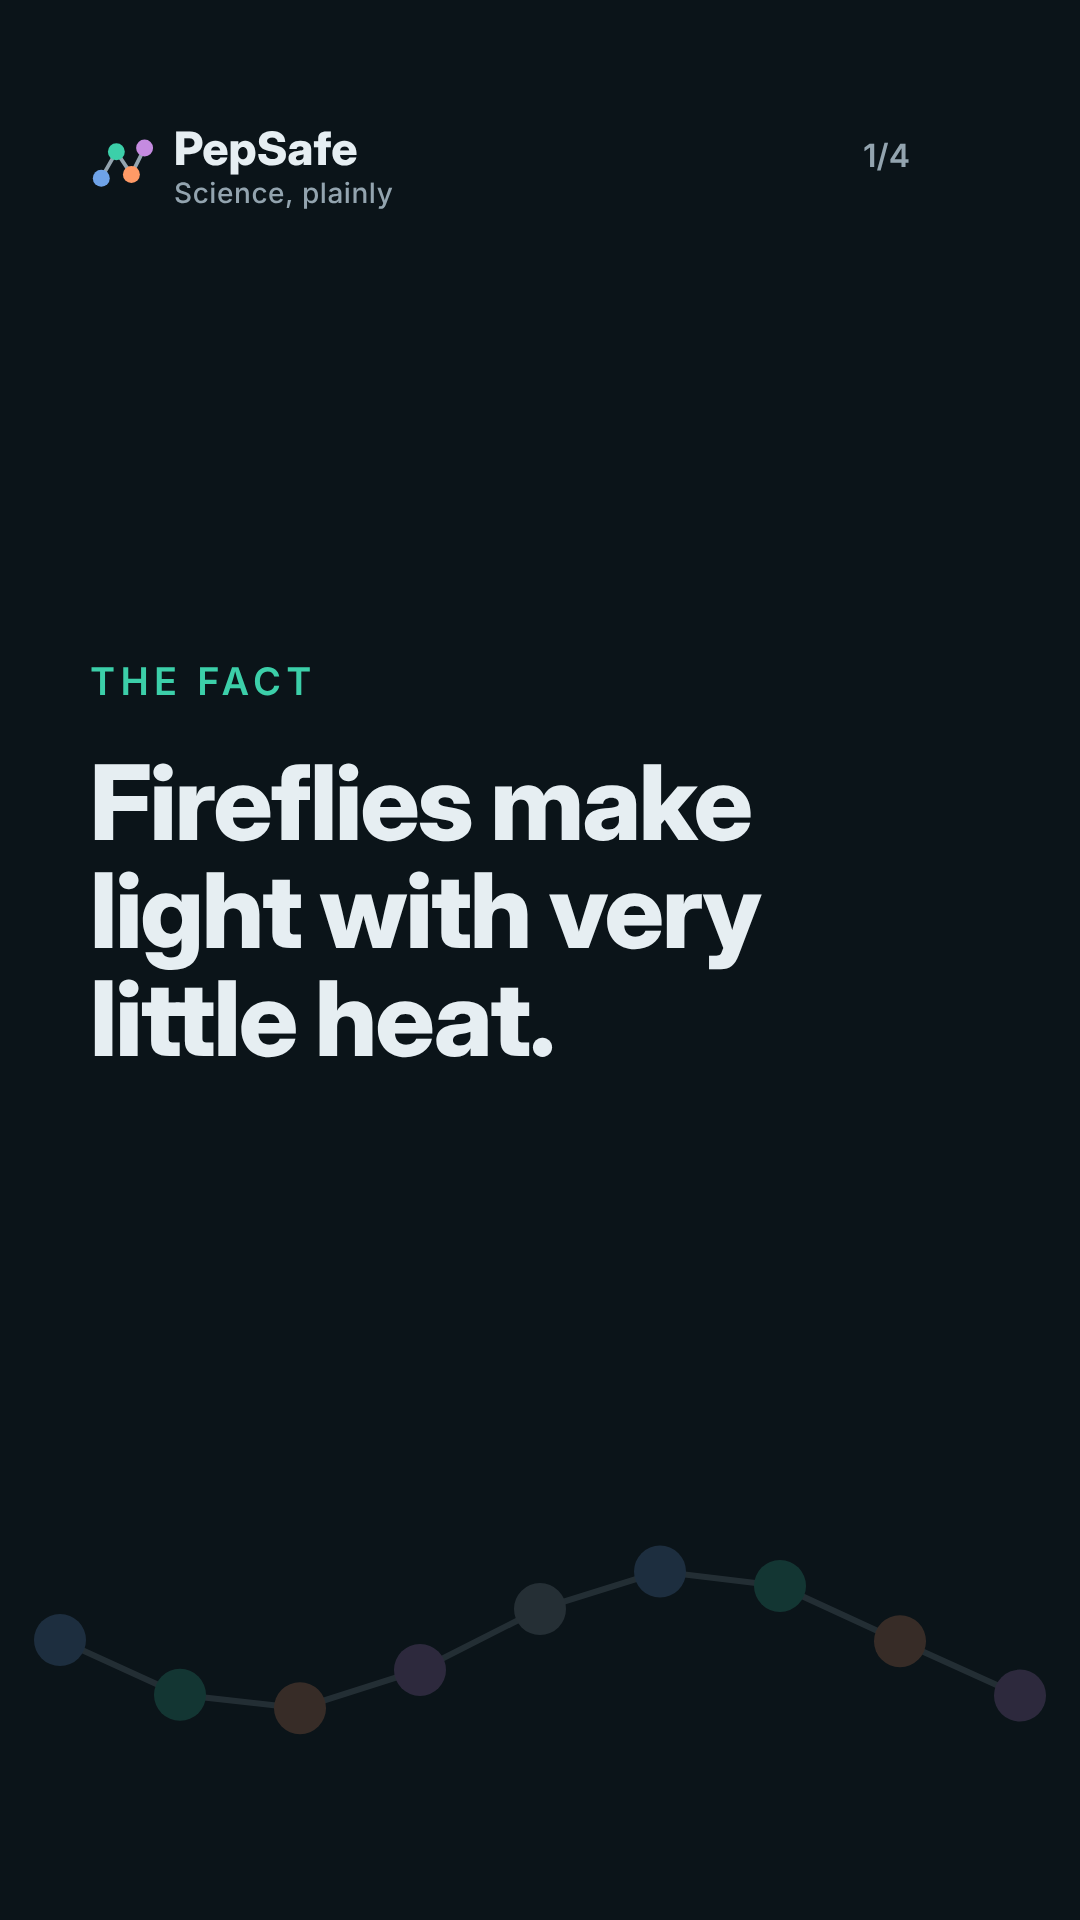 PepSafe
Science, plainly
1/4
THE FACT
Fireflies make
light with very
little heat.